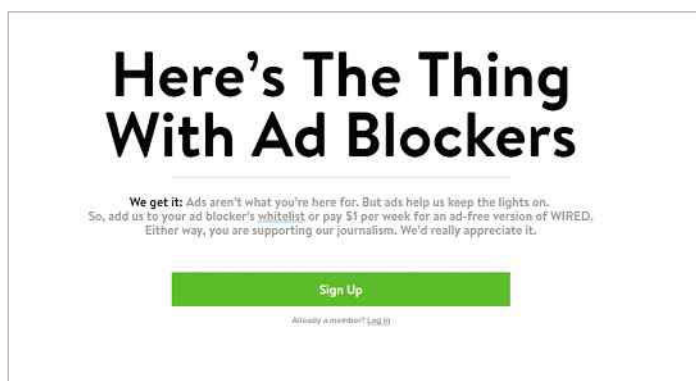 Here’s The Thing
With Ad Blockers
We get it: Ads aren’t what you’re here for. But ads help us keep the lights on.
So, add us to your ad blocker’s whitelist or pay $1 per week for an ad-free version of WIRED.
Either way, you are supporting our journalism. We’d really appreciate it.
Sign Up
Already a member? Log in